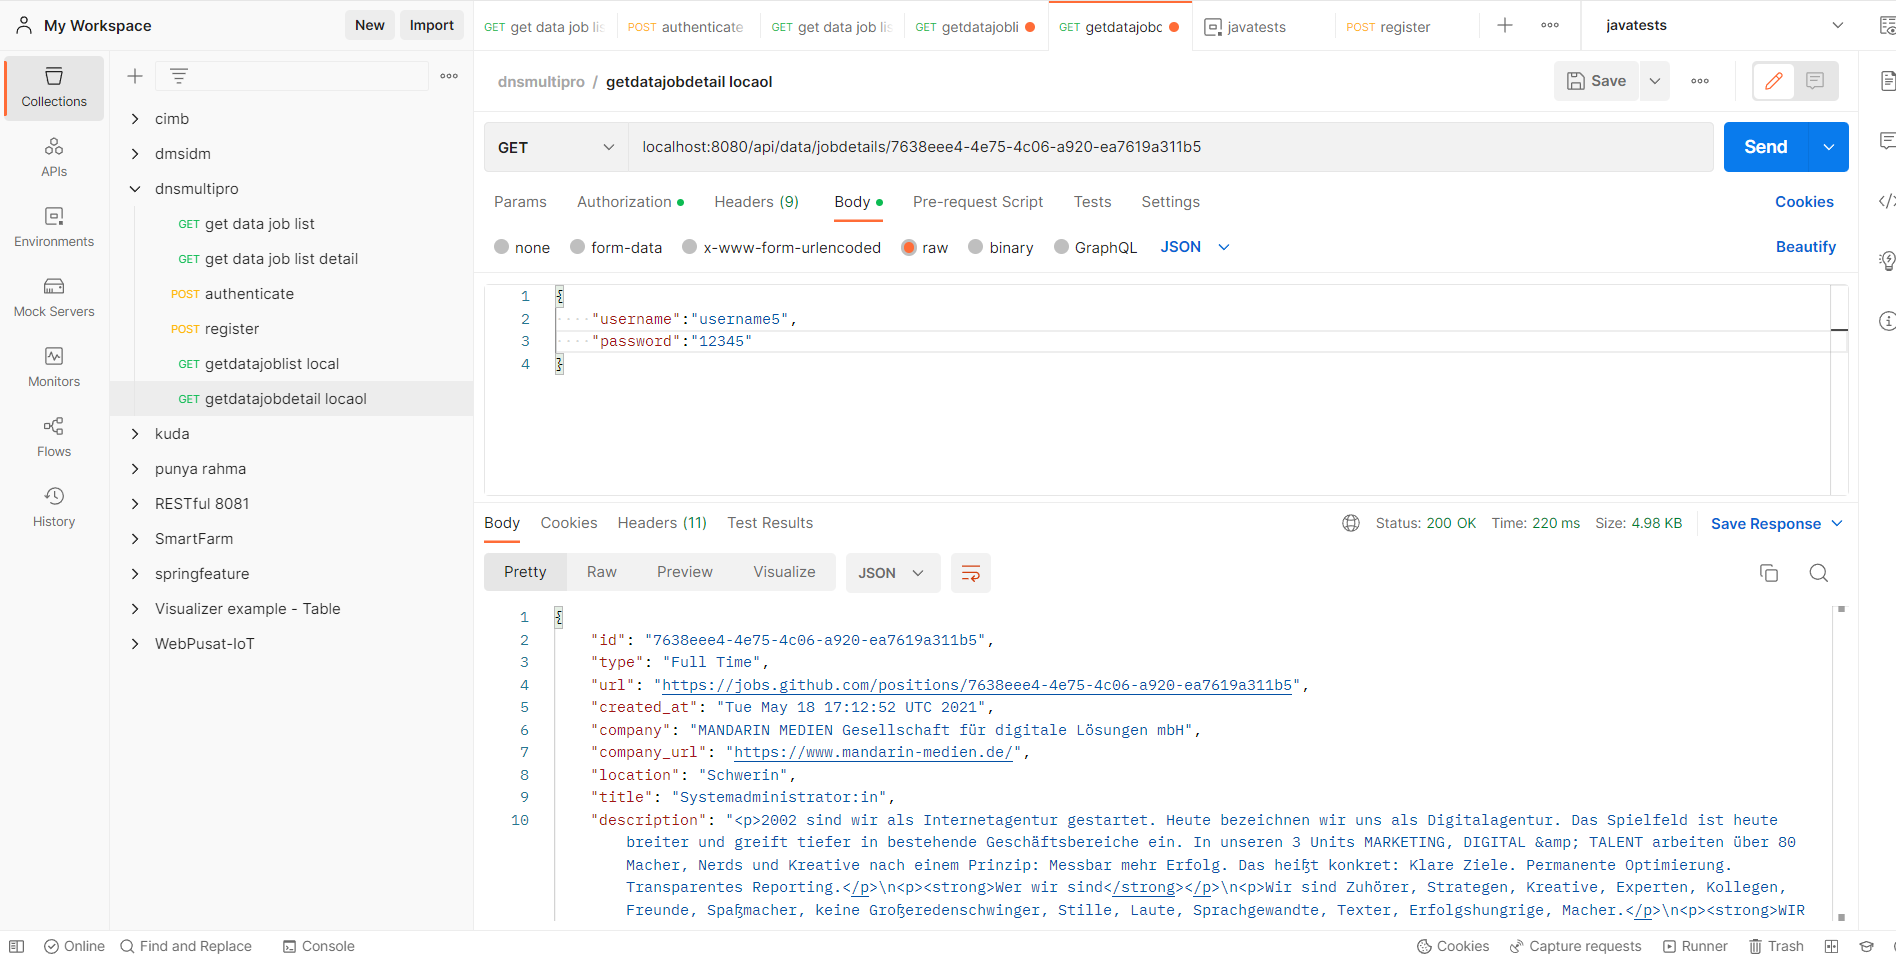 My Workspace
New
Import
GET get data job lis
POST authenticate
GET get data job lis
GET getdatajobli
GET getdatajobd
javatests
POST register
javatests
Collections
APIs
Environments
Mock Servers
Monitors
Flows
History
cimb
dmsidm
dnsmultipro
GET get data job list
GET get data job list detail
POST authenticate
POST register
GET getdatajoblist local
GET getdatajobdetail locaol
kuda
punya rahma
RESTful 8081
SmartFarm
springfeature
Visualizer example - Table
WebPusat-IoT
dnsmultipro / getdatajobdetail locaol
Save
GET
localhost:8080/api/data/jobdetails/7638eee4-4e75-4c06-a920-ea7619a311b5
Send
Params Authorization Headers (9) Body Pre-request Script Tests Settings Cookies
none form-data x-www-form-urlencoded raw binary GraphQL JSON Beautify
1 {
2 "username":"username5",
3 "password":"12345"
4 }
Body Cookies Headers (11) Test Results Status: 200 OK Time: 220 ms Size: 4.98 KB Save Response
Pretty Raw Preview Visualize JSON
1 {
2 "id": "7638eee4-4e75-4c06-a920-ea7619a311b5",
3 "type": "Full Time",
4 "url": "https://jobs.github.com/positions/7638eee4-4e75-4c06-a920-ea7619a311b5",
5 "created_at": "Tue May 18 17:12:52 UTC 2021",
6 "company": "MANDARIN MEDIEN Gesellschaft für digitale Lösungen mbH",
7 "company_url": "https://www.mandarin-medien.de/",
8 "location": "Schwerin",
9 "title": "Systemadministrator:in",
10 "description": "<p>2002 sind wir als Internetagentur gestartet. Heute bezeichnen wir uns als Digitalagentur. Das Spielfeld ist heute
breiter und greift tiefer in bestehende Geschäftsbereiche ein. In unseren 3 Units MARKETING, DIGITAL &amp; TALENT arbeiten über 80
Macher, Nerds und Kreative nach einem Prinzip: Messbar mehr Erfolg. Das heißt konkret: Klare Ziele. Permanente Optimierung.
Transparentes Reporting.</p>\n<p><strong>Wer wir sind</strong></p>\n<p>Wir sind Zuhörer, Strategen, Kreative, Experten, Kollegen,
Freunde, Spaßmacher, keine Großeredenschwinger, Stille, Laute, Sprachgewandte, Texter, Erfolgshungrige, Macher.</p>\n<p><strong>WIR
Online Find and Replace Console Cookies Capture requests Runner Trash